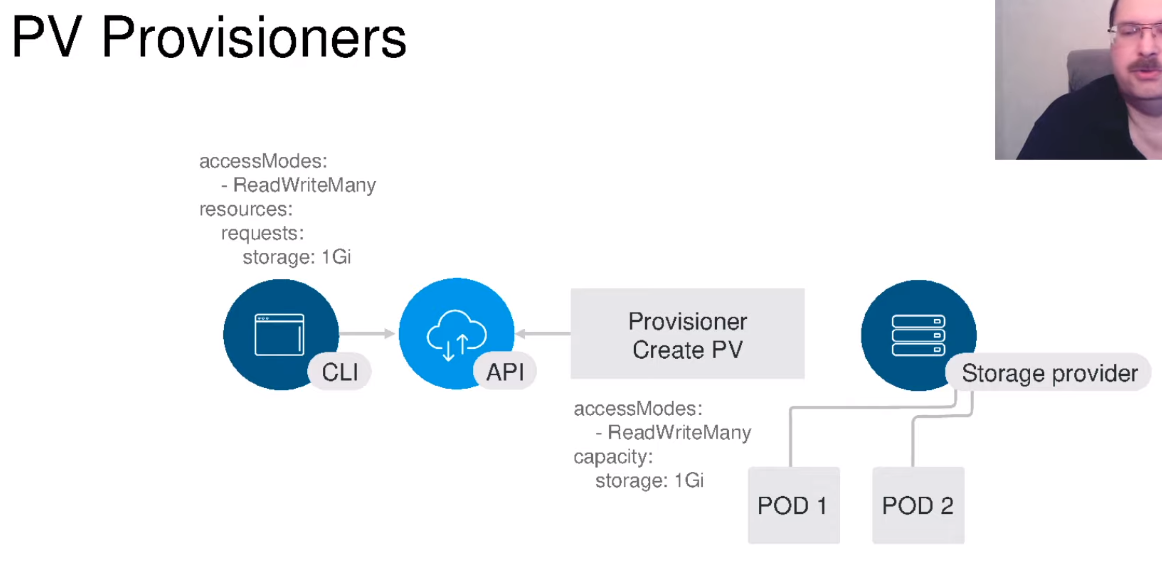 PV Provisioners
accessModes:
- ReadWriteMany
resources:
requests:
storage: 1Gi
CLI
API
Provisioner
Create PV
Storage provider
accessModes:
- ReadWriteMany
capacity:
storage: 1Gi
POD 1
POD 2